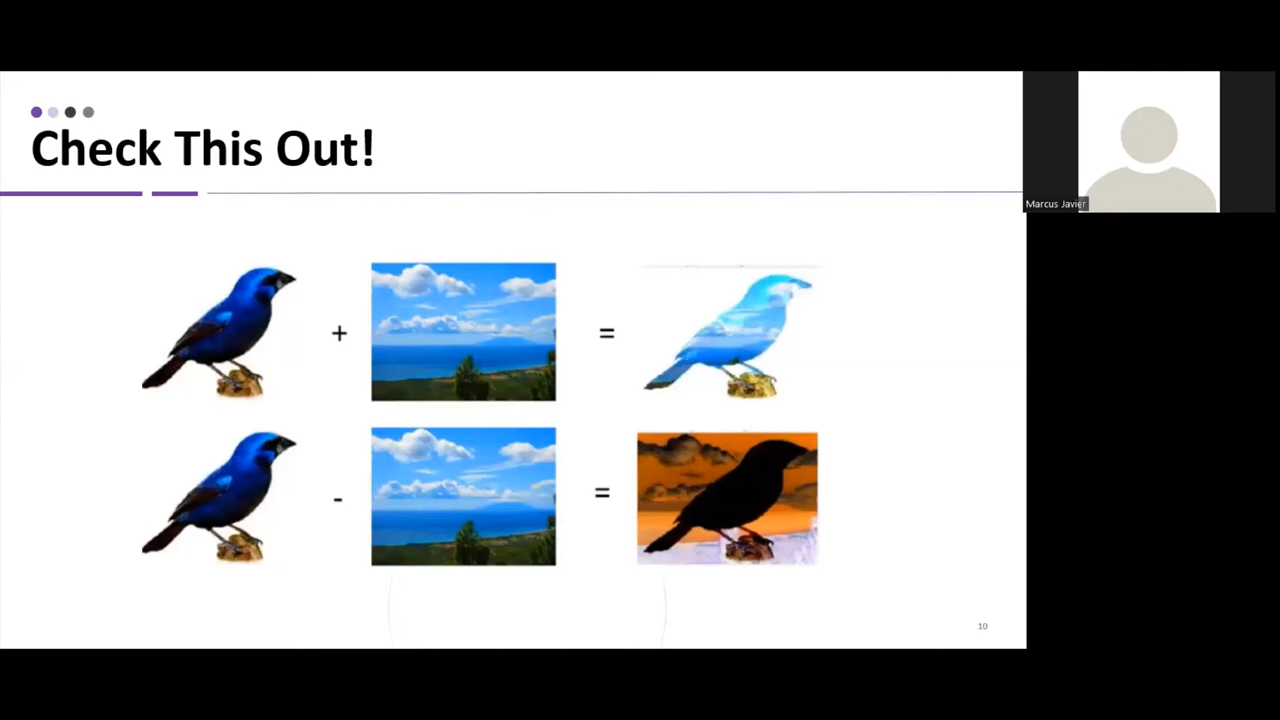 Check This Out!
Marcus Javier
+
=
-
=
10